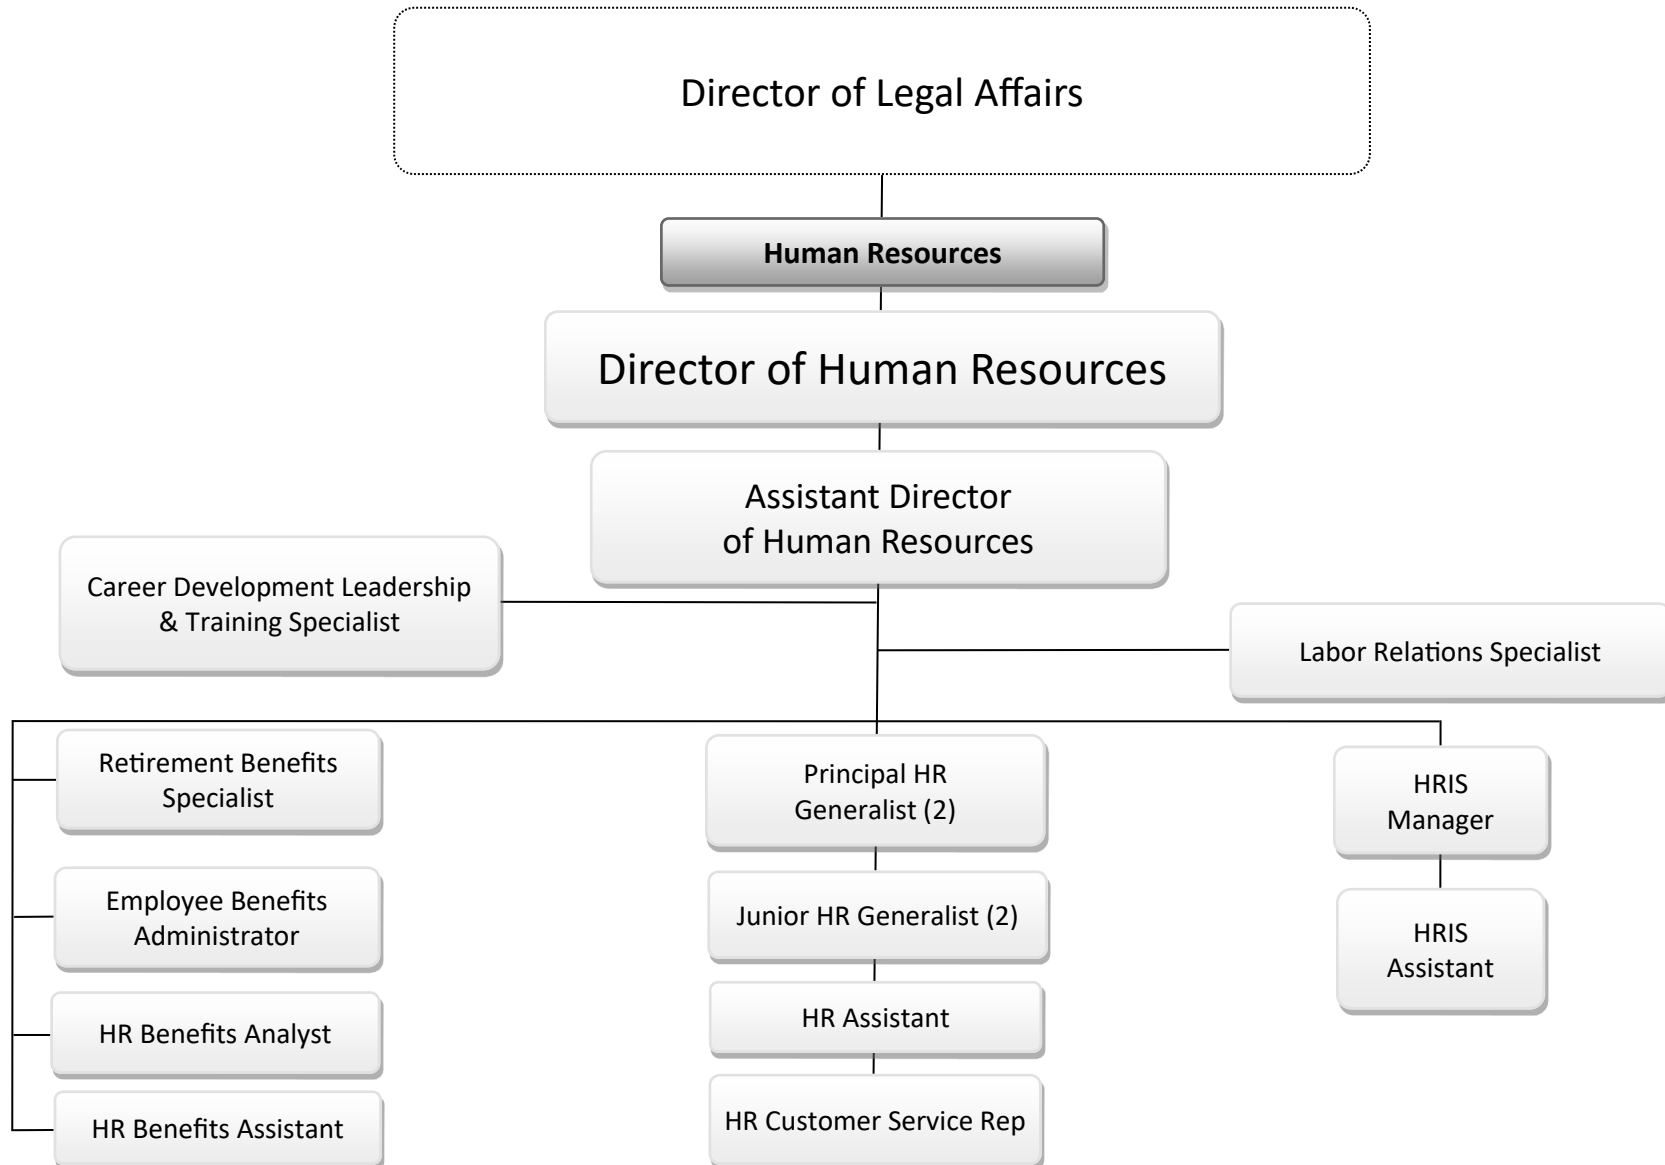 Director of Legal Affairs
Human Resources
Director of Human Resources
Assistant Director
of Human Resources
Career Development Leadership
& Training Specialist
Labor Relations Specialist
Retirement Benefits
Specialist
Employee Benefits
Administrator
HR Benefits Analyst
HR Benefits Assistant
Principal HR
Generalist (2)
Junior HR Generalist (2)
HR Assistant
HR Customer Service Rep
HRIS
Manager
HRIS
Assistant